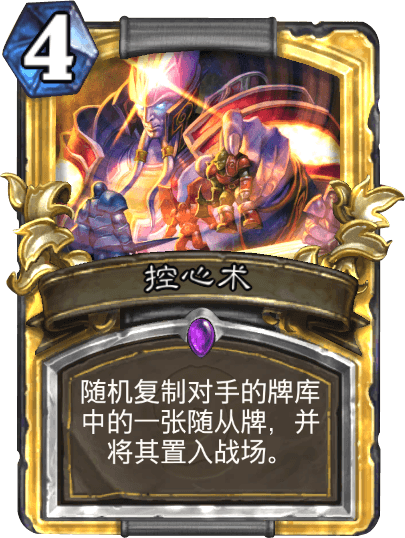 4
控心术
随机复制对手的牌库
中的一张随从牌，并
将其置入战场。